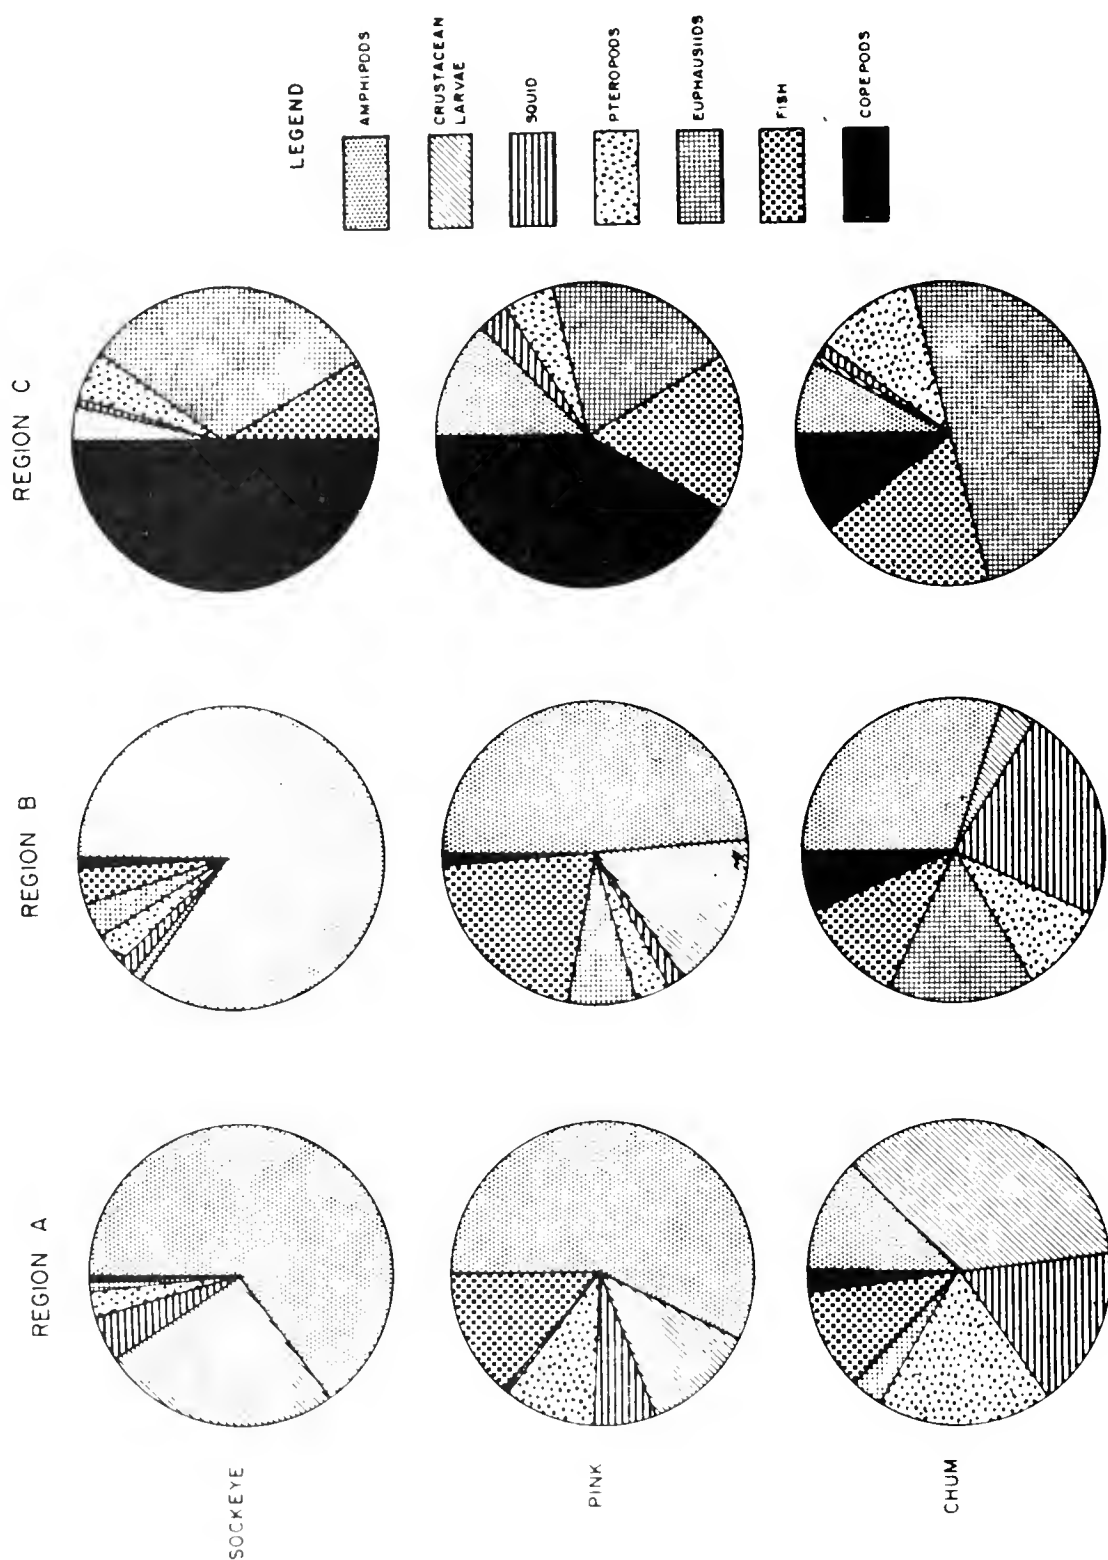 REGION A
REGION B
REGION C
SOCKEYE
PINK
CHUM
LEGEND
AMPHIPODS
CRUSTACEAN
LARVAE
SQUID
PTEROPODS
EUPHAUSIIDS
FISH
COPEPODS